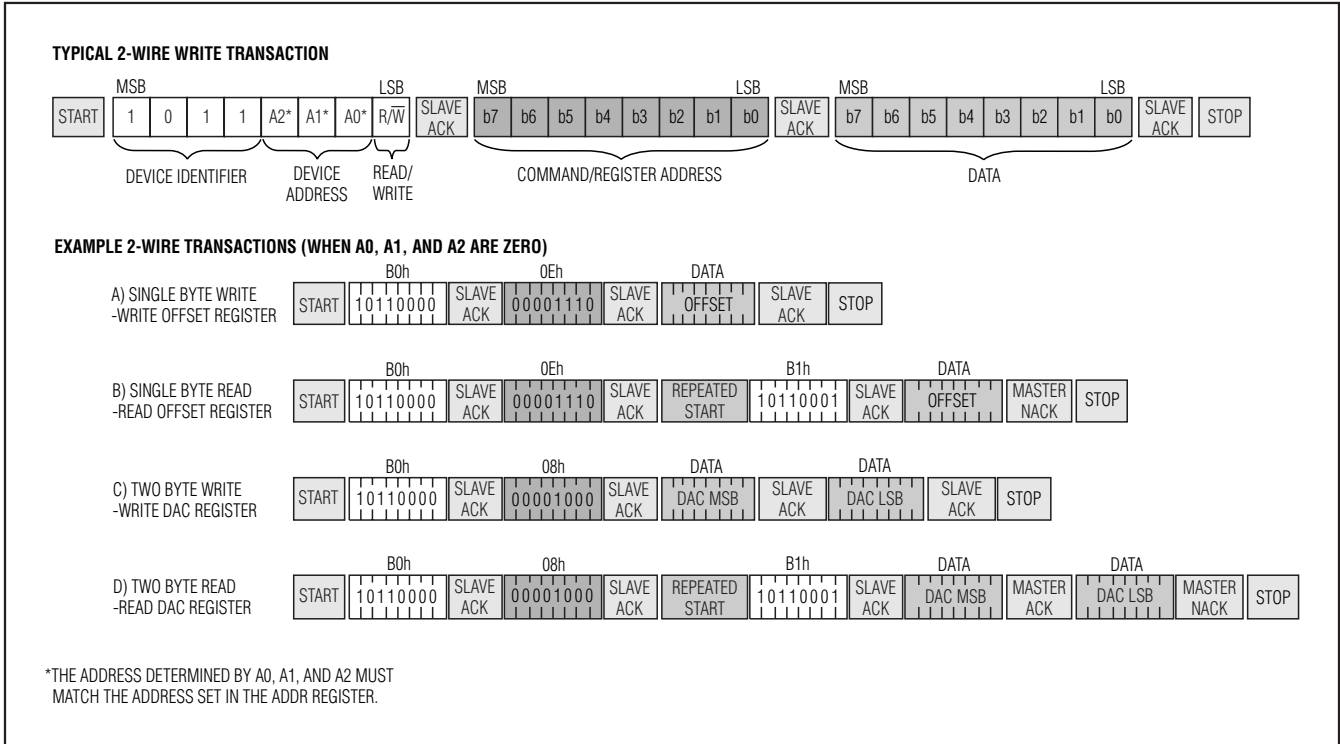 TYPICAL 2-WIRE WRITE TRANSACTION
MSB LSB MSB LSB MSB LSB
START 1 0 1 1 A2* A1* A0* R/W̅ SLAVE ACK b7 b6 b5 b4 b3 b2 b1 b0 SLAVE ACK b7 b6 b5 b4 b3 b2 b1 b0 SLAVE ACK STOP
DEVICE IDENTIFIER DEVICE ADDRESS READ/WRITE COMMAND/REGISTER ADDRESS DATA
EXAMPLE 2-WIRE TRANSACTIONS (WHEN A0, A1, AND A2 ARE ZERO)
B0h 0Eh DATA
A) SINGLE BYTE WRITE
-WRITE OFFSET REGISTER
START 10110000 SLAVE ACK 00001110 SLAVE ACK OFFSET SLAVE ACK STOP
B0h 0Eh B1h DATA
B) SINGLE BYTE READ
-READ OFFSET REGISTER
START 10110000 SLAVE ACK 00001110 SLAVE ACK REPEATED START 10110001 SLAVE ACK OFFSET MASTER NACK STOP
B0h 08h DATA DATA
C) TWO BYTE WRITE
-WRITE DAC REGISTER
START 10110000 SLAVE ACK 00001000 SLAVE ACK DAC MSB SLAVE ACK DAC LSB SLAVE ACK STOP
B0h 08h B1h DATA DATA
D) TWO BYTE READ
-READ DAC REGISTER
START 10110000 SLAVE ACK 00001000 SLAVE ACK REPEATED START 10110001 SLAVE ACK DAC MSB MASTER ACK DAC LSB MASTER NACK STOP
*THE ADDRESS DETERMINED BY A0, A1, AND A2 MUST
MATCH THE ADDRESS SET IN THE ADDR REGISTER.